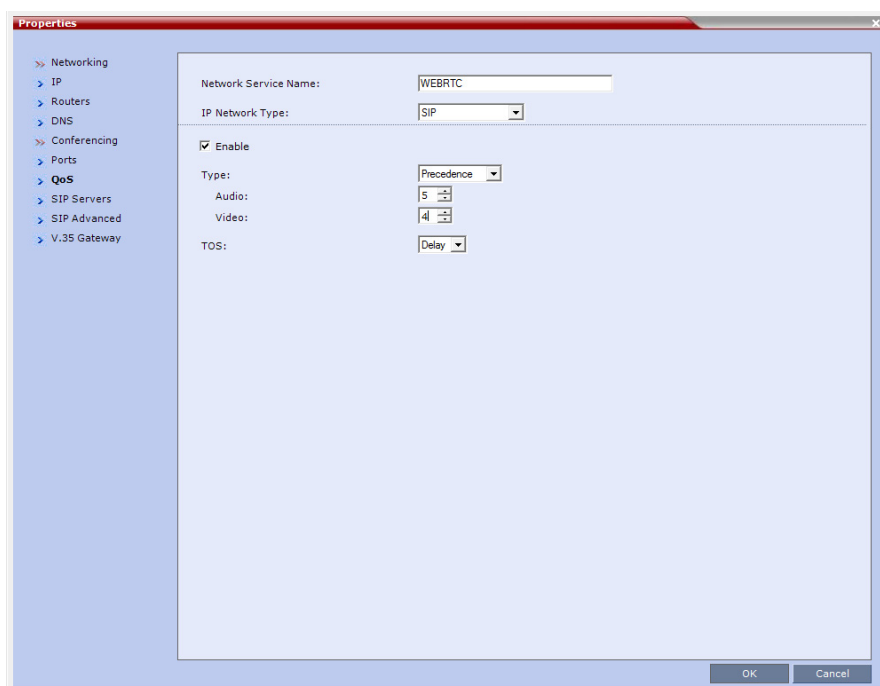 Properties
Networking
IP
Routers
DNS
Conferencing
Ports
QoS
SIP Servers
SIP Advanced
V.35 Gateway
Network Service Name: WEBRTC
IP Network Type: SIP
Enable
Type: Precedence
Audio: 5
Video: 4
TOS: Delay
OK Cancel